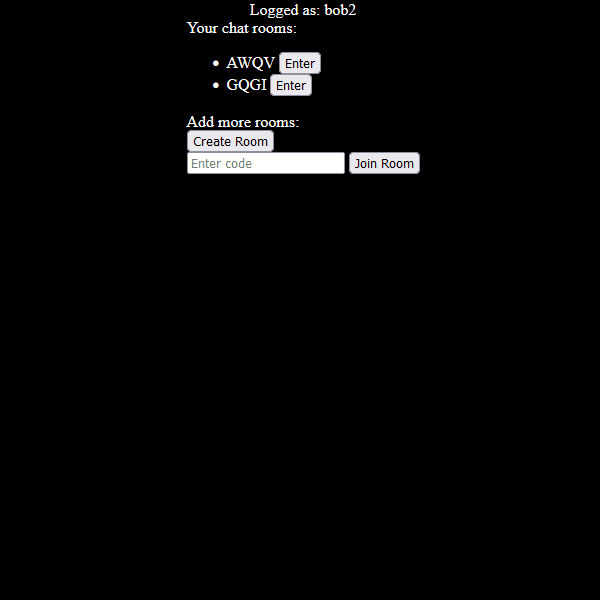 Logged as: bob2
Your chat rooms:
AWQV Enter
GQGI Enter
Add more rooms:
Create Room
Enter code Join Room